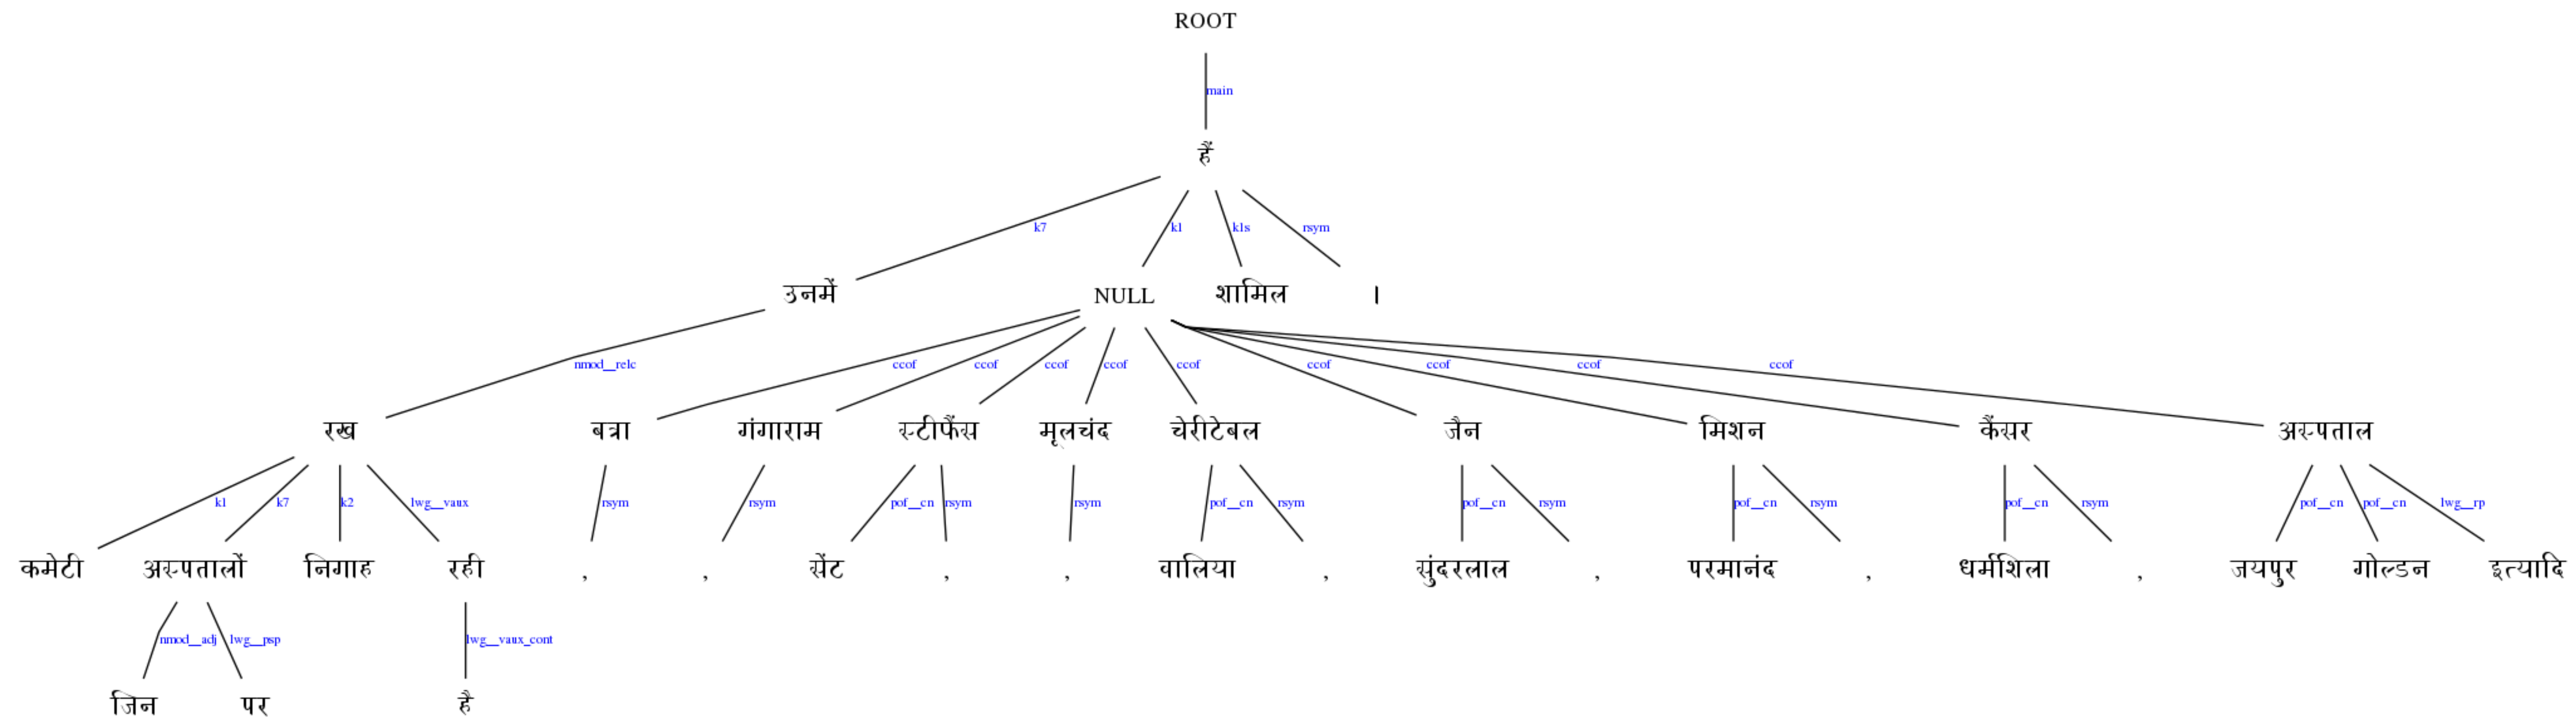 ROOT
main
हैं
k7 k1 k1s rsym
उनमें NULL शामिल ।
nmod__relc ccof ccof ccof ccof ccof ccof ccof ccof ccof
रख बत्रा गंगाराम स्टीफैंस मूलचंद चेरीटेबल जैन मिशन कैंसर अस्पताल
k1 k7 k2 lwg__vaux rsym rsym pof__cn rsym rsym pof__cn rsym pof__cn rsym pof__cn rsym pof__cn rsym pof__cn pof__cn lwg__rp
कमेटी अस्पतालों निगाह रही , , सेंट , , वालिया , सुंदरलाल , परमानंद , धर्मशिला , जयपुर गोल्डन इत्यादि
nmod__adj lwg__psp lwg__vaux_cont
जिन पर है